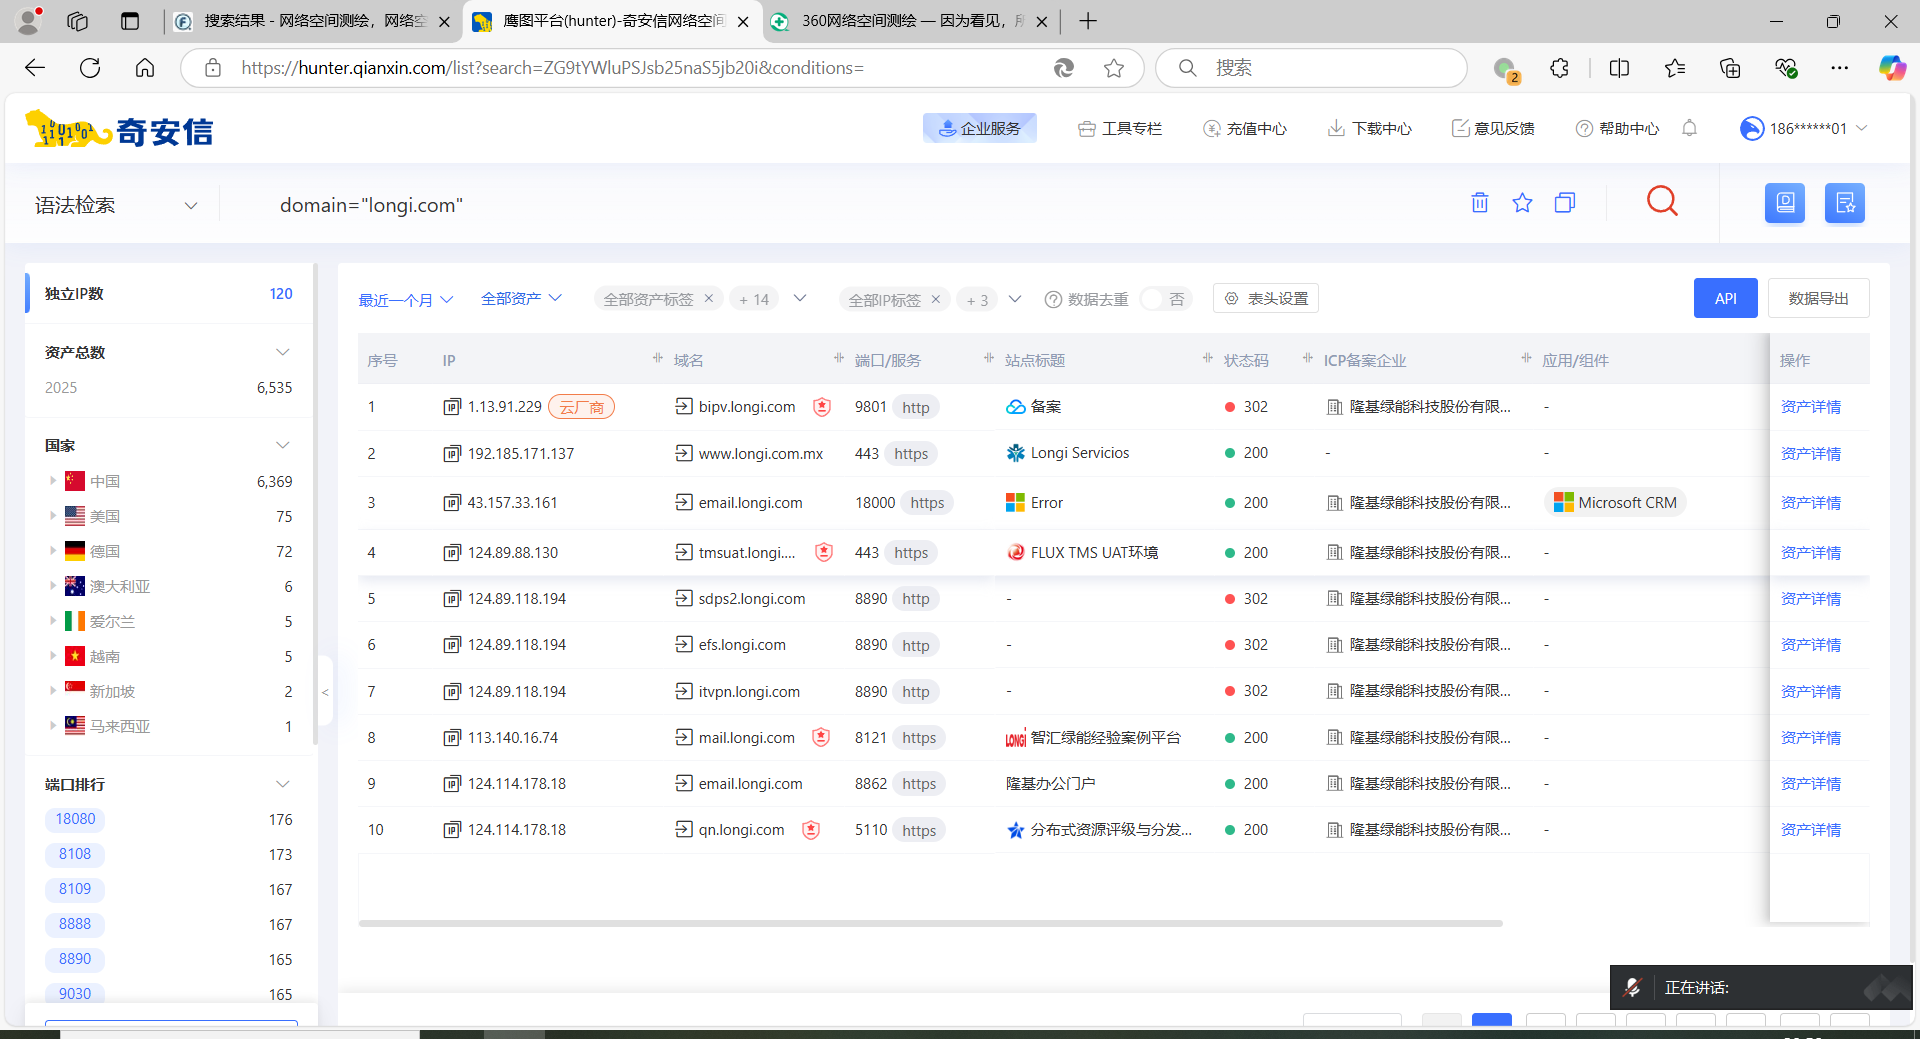 搜索结果 - 网络空间测绘，网络空
鹰图平台(hunter)-奇安信网络空间
360网络空间测绘 — 因为看见，所
https://hunter.qianxin.com/list?search=ZG9tYWluPSJsb25naS5jb20i&conditions=
搜索
2
奇安信
企业服务
工具专栏
充值中心
下载中心
意见反馈
帮助中心
186******01
语法检索
domain="longi.com"
独立IP数 120
资产总数
2025 6,535
国家
中国 6,369
美国 75
德国 72
澳大利亚 6
爱尔兰 5
越南 5
新加坡 2
马来西亚 1
端口排行
18080 176
8108 173
8109 167
8888 167
8890 165
9030 165
<
最近一个月 全部资产 全部资产标签 × + 14 全部IP标签 × + 3 数据去重 否 表头设置 API 数据导出
序号 IP 域名 端口/服务 站点标题 状态码 ICP备案企业 应用/组件 操作
1 1.13.91.229 云厂商 bipv.longi.com 9801 http 备案 302 隆基绿能科技股份有限... - 资产详情
2 192.185.171.137 www.longi.com.mx 443 https Longi Servicios 200 - - 资产详情
3 43.157.33.161 email.longi.com 18000 https Error 200 隆基绿能科技股份有限... Microsoft CRM 资产详情
4 124.89.88.130 tmsuat.longi.... 443 https FLUX TMS UAT环境 200 隆基绿能科技股份有限... - 资产详情
5 124.89.118.194 sdps2.longi.com 8890 http - 302 隆基绿能科技股份有限... - 资产详情
6 124.89.118.194 efs.longi.com 8890 http - 302 隆基绿能科技股份有限... - 资产详情
7 124.89.118.194 itvpn.longi.com 8890 http - 302 隆基绿能科技股份有限... - 资产详情
8 113.140.16.74 mail.longi.com 8121 https LONGi 智汇绿能经验案例平台 200 隆基绿能科技股份有限... - 资产详情
9 124.114.178.18 email.longi.com 8862 https 隆基办公门户 200 隆基绿能科技股份有限... - 资产详情
10 124.114.178.18 qn.longi.com 5110 https 分布式资源评级与分发... 200 隆基绿能科技股份有限... - 资产详情
正在讲话: